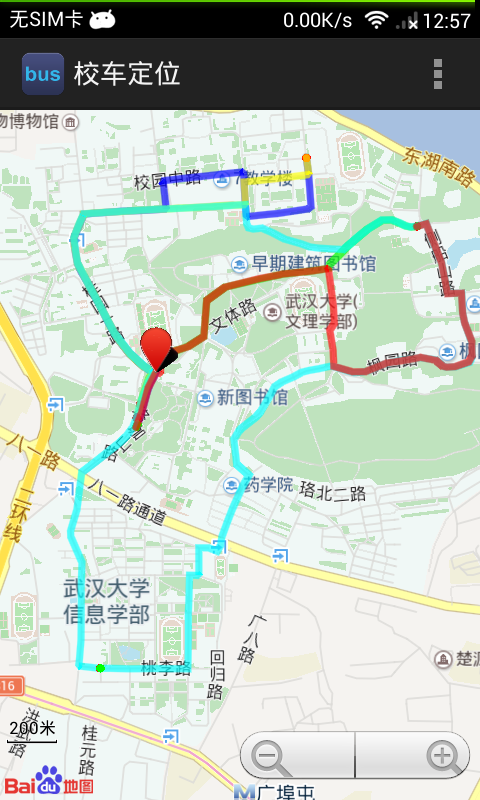 无SIM卡 0.00K/s 12:57
bus 校车定位
物博物馆
东湖南路
校园中路
教学楼
早期建筑图书馆
武汉大学(
文理学部)
文体路
枫园路
新图书馆
八一路
药学院
珞北二路
八一路通道
二环线
武汉大学
信息学部
广八路
桃李路
回归路
楚源
16
200米
桂元路
Bai du 地图
广埠屯